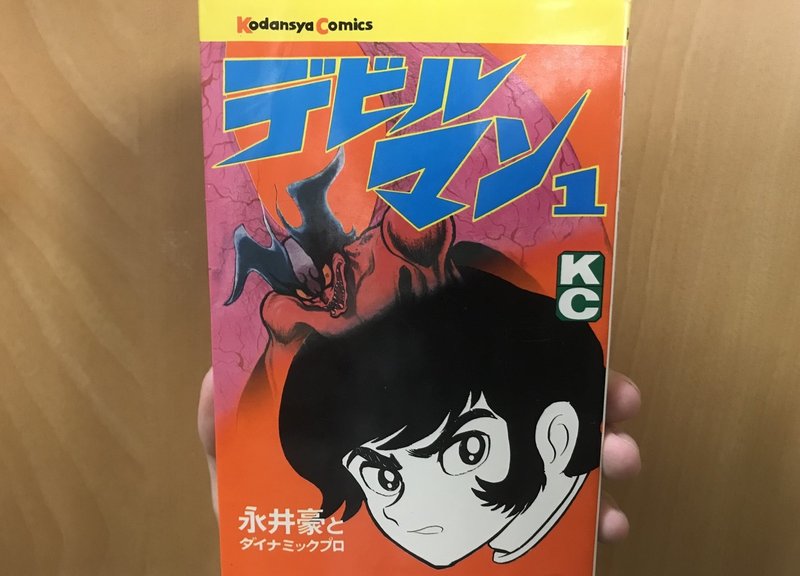 Kodansya Comics
デビル
マン1
KC
永井豪と
ダイナミックプロ